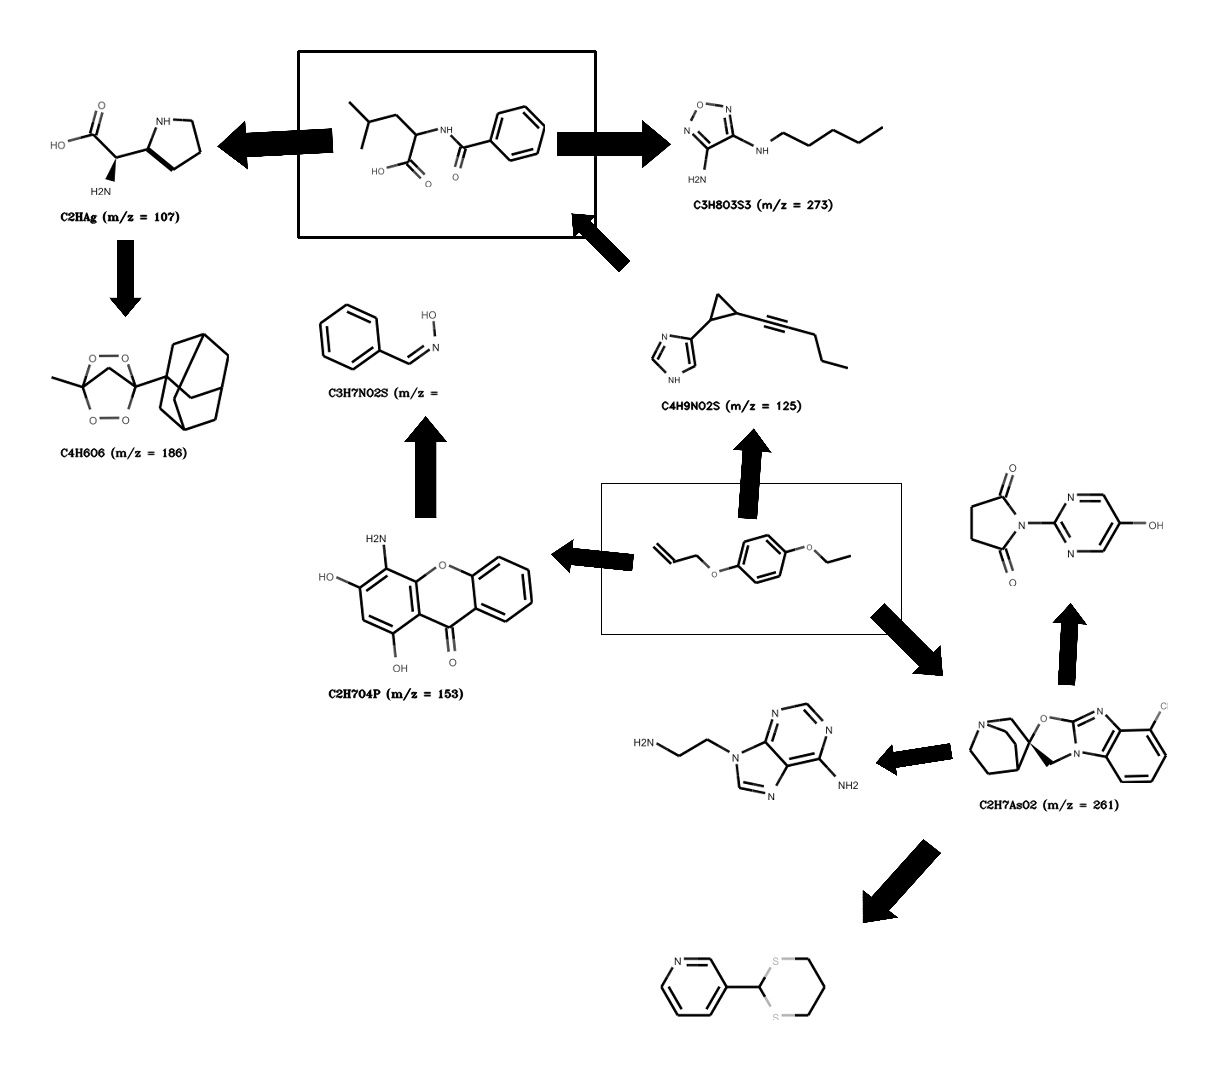 O
HO
NH
H2N
C2HAg (m/z = 107)
NH
HO
O
O
O
N
N
NH
H2N
C3H8O3S3 (m/z = 273)
HO
N
C3H7NO2S (m/z =
N
NH
C4H9NO2S (m/z = 125)
O
O
O
O
C4H6O6 (m/z = 186)
H2N
HO
O
OH
O
C2H7O4P (m/z = 153)
O
O
O
N
O
N
N
OH
H2N
N
N
N
N
NH2
N
O
N
N
Cl
C2H7AsO2 (m/z = 261)
N
S
S